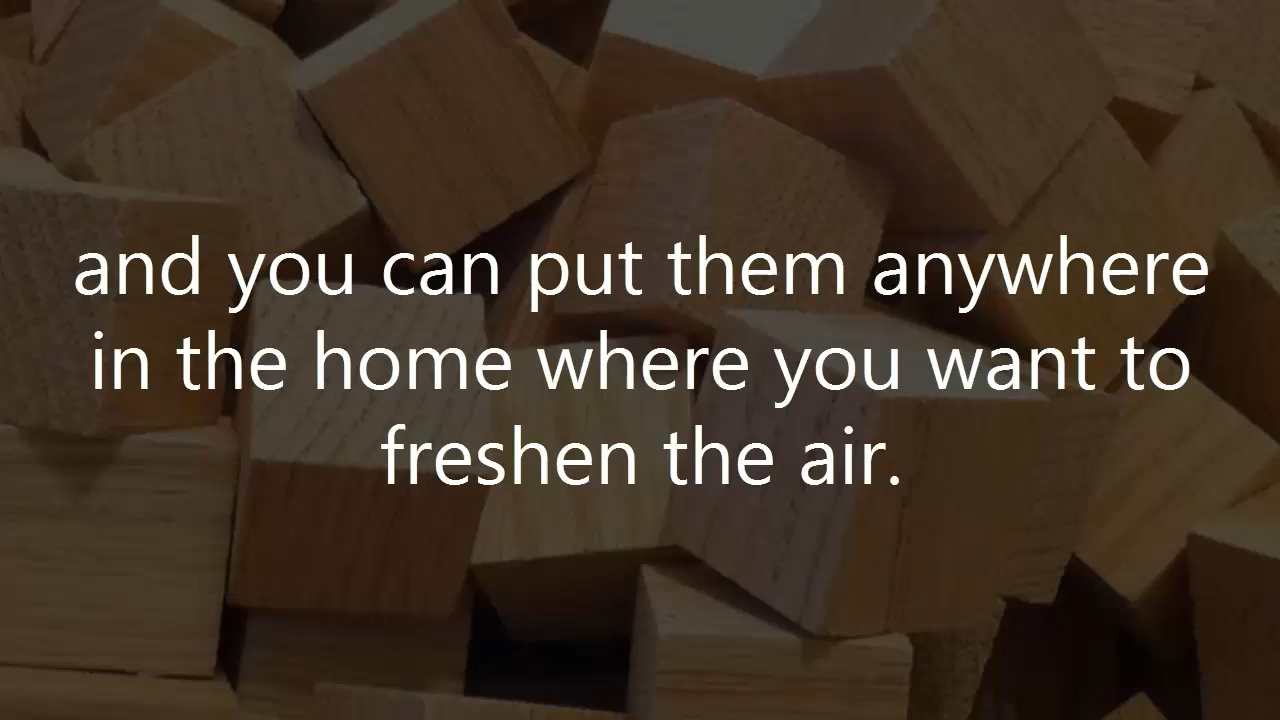 and you can put them anywhere
in the home where you want to
freshen the air.